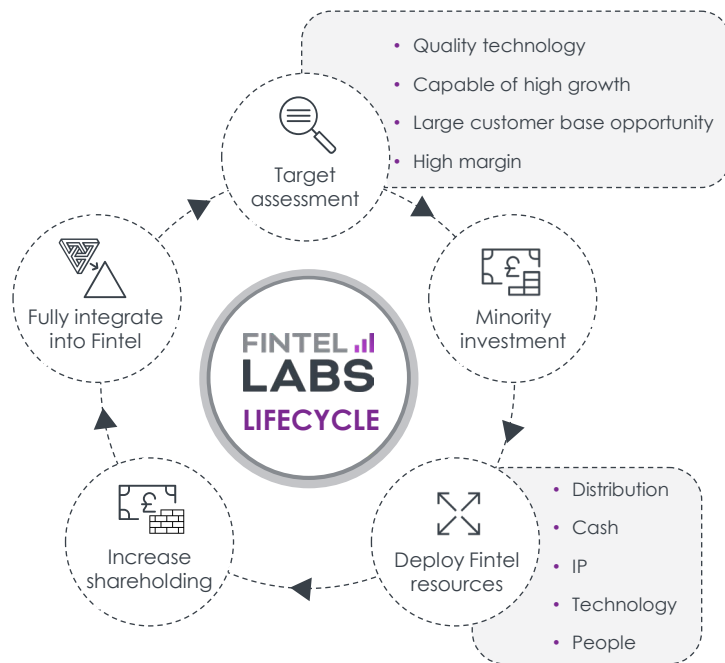 • Quality technology
• Capable of high growth
• Large customer base opportunity
• High margin
Target
assessment
£
Minority
investment
• Distribution
• Cash
• IP
• Technology
• People
Deploy Fintel
resources
£
Increase
shareholding
Fully integrate
into Fintel
FINTEL
LABS
LIFECYCLE